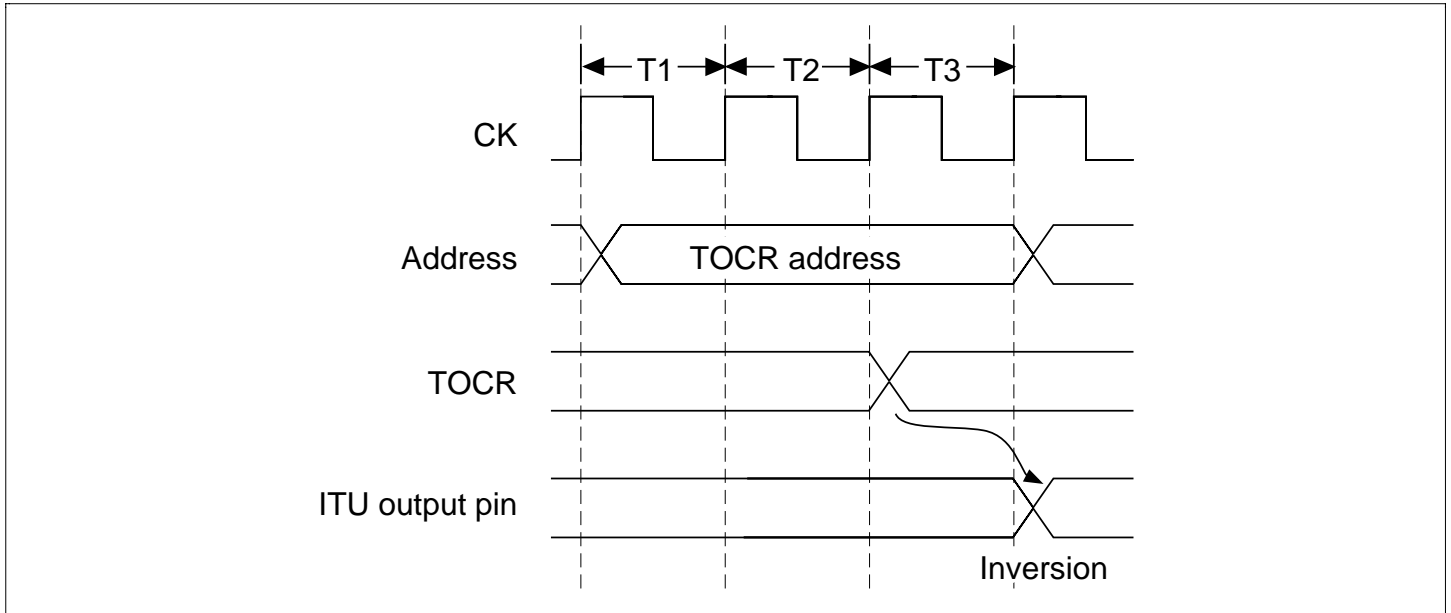 T1 T2 T3
CK
Address
TOCR address
TOCR
ITU output pin
Inversion